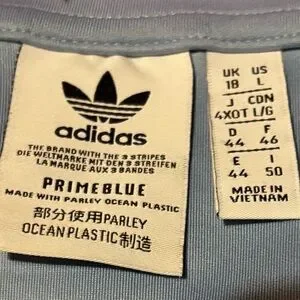 adidas
THE BRAND WITH THE 3 STRIPES
DIE WELTMARKE MIT DEN 3 STREIFEN
LA MARQUE AUX 3 BANDES
PRIMEBLUE
MADE WITH PARLEY OCEAN PLASTIC
部分使用PARLEY
OCEAN PLASTIC制造
UK US
18 L
J CDN
4XOT L/G
D F
44 46
E I
44 50
MADE IN
VIETNAM